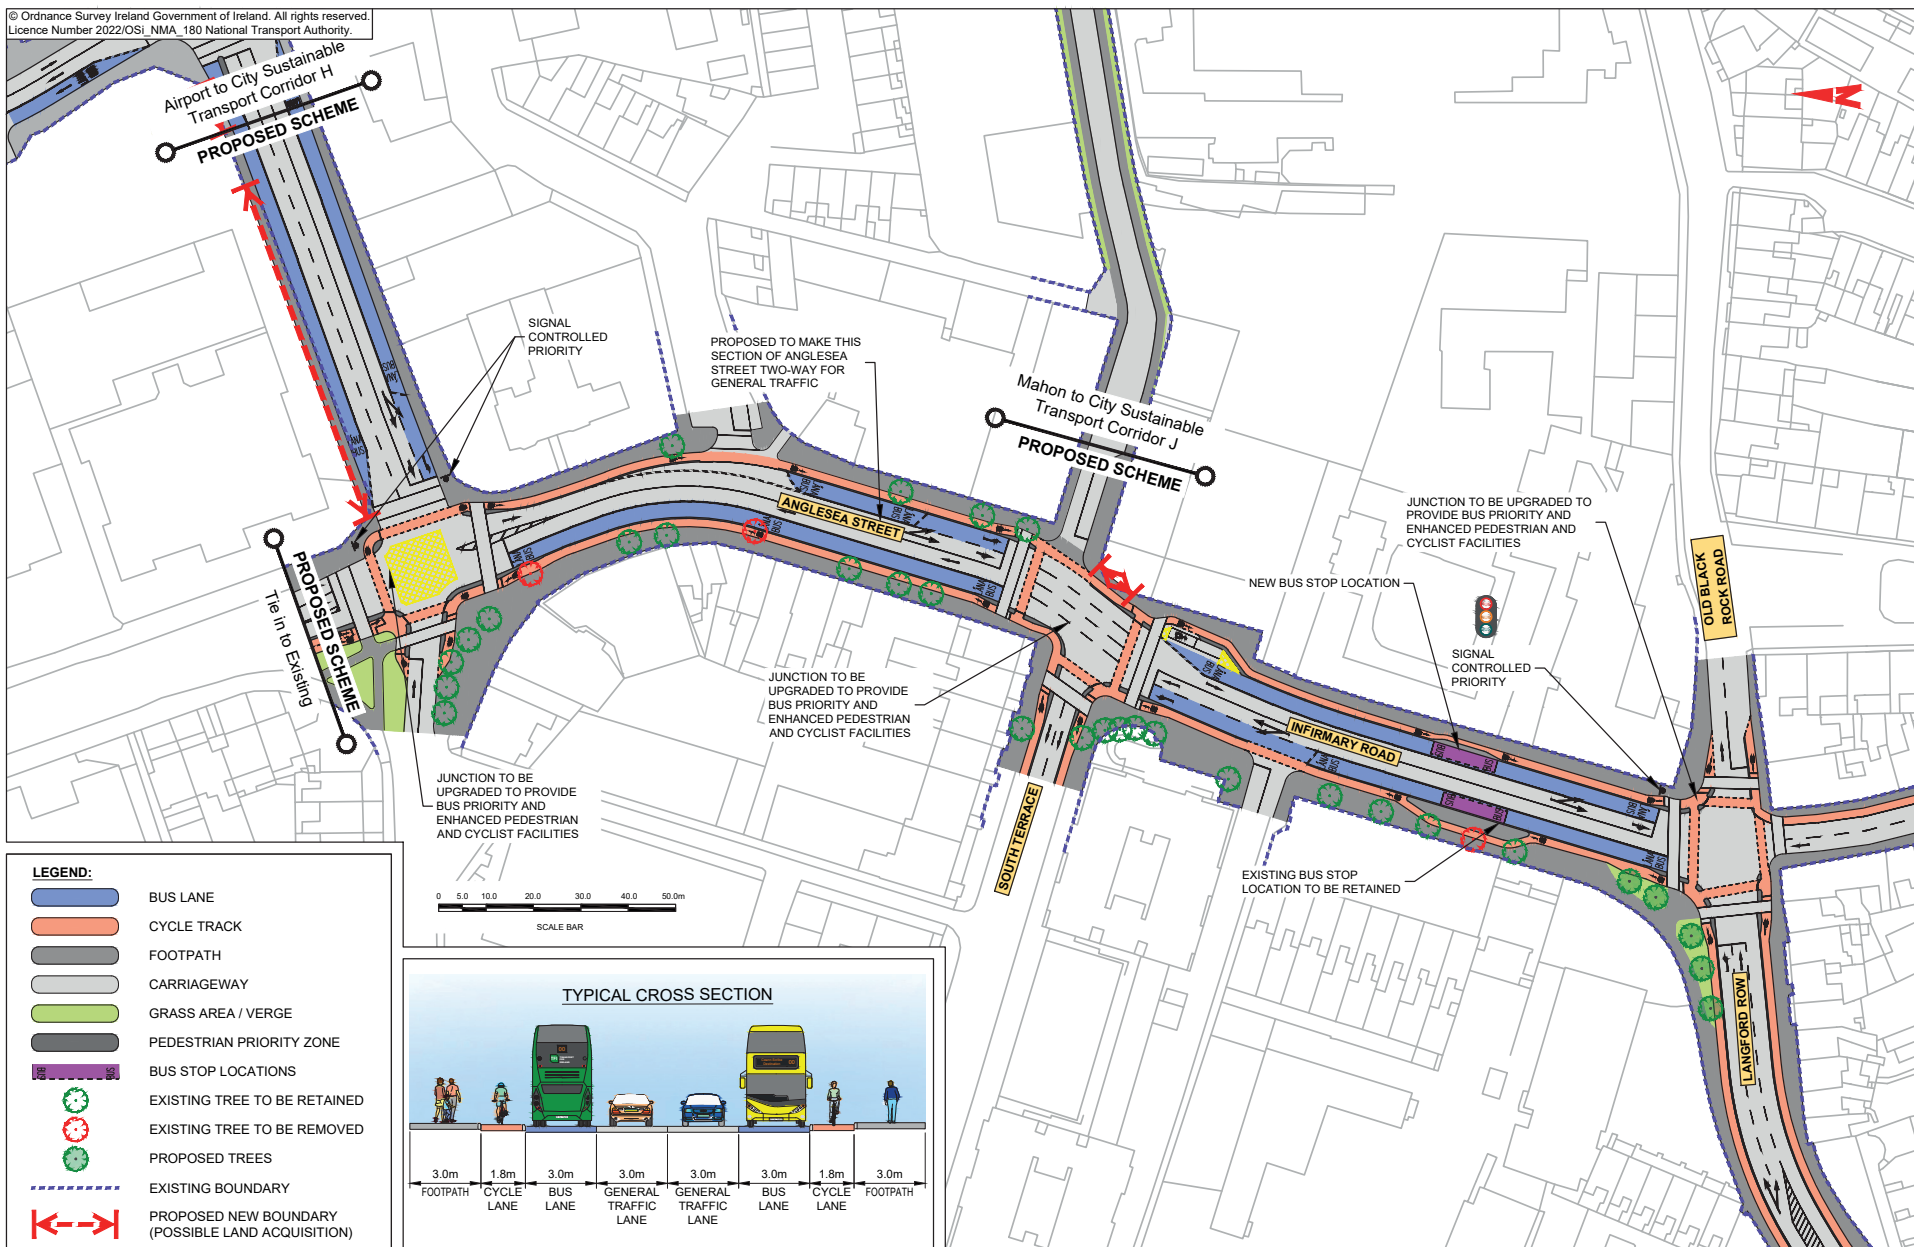 © Ordnance Survey Ireland Government of Ireland. All rights reserved.
Licence Number 2022/OSi_NMA_180 National Transport Authority.
Airport to City Sustainable
Transport Corridor H
PROPOSED SCHEME
N
SIGNAL
CONTROLLED
PRIORITY
PROPOSED TO MAKE THIS
SECTION OF ANGLESEA
STREET TWO-WAY FOR
GENERAL TRAFFIC
Mahon to City Sustainable
Transport Corridor J
PROPOSED SCHEME
ANGLESEA STREET
JUNCTION TO BE UPGRADED TO
PROVIDE BUS PRIORITY AND
ENHANCED PEDESTRIAN AND
CYCLIST FACILITIES
NEW BUS STOP LOCATION
OLD BLACK
ROCK ROAD
PROPOSED SCHEME
Tie in to Existing
SIGNAL
CONTROLLED
PRIORITY
JUNCTION TO BE
UPGRADED TO PROVIDE
BUS PRIORITY AND
ENHANCED PEDESTRIAN
AND CYCLIST FACILITIES
INFIRMARY ROAD
JUNCTION TO BE
UPGRADED TO PROVIDE
BUS PRIORITY AND
ENHANCED PEDESTRIAN
AND CYCLIST FACILITIES
SOUTH TERRACE
EXISTING BUS STOP
LOCATION TO BE RETAINED
LANGFORD ROW
0 5.0 10.0 20.0 30.0 40.0 50.0m
SCALE BAR
LEGEND:
BUS LANE
CYCLE TRACK
FOOTPATH
CARRIAGEWAY
GRASS AREA / VERGE
PEDESTRIAN PRIORITY ZONE
BUS BUS
BUS STOP LOCATIONS
EXISTING TREE TO BE RETAINED
EXISTING TREE TO BE REMOVED
PROPOSED TREES
EXISTING BOUNDARY
PROPOSED NEW BOUNDARY
(POSSIBLE LAND ACQUISITION)
TYPICAL CROSS SECTION
3.0m 1.8m 3.0m 3.0m 3.0m 3.0m 1.8m 3.0m
FOOTPATH CYCLE BUS GENERAL GENERAL BUS CYCLE FOOTPATH
LANE LANE TRAFFIC TRAFFIC LANE LANE
LANE LANE